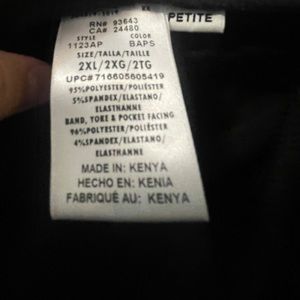 PETITE
RN# 93643
CA# 24480
STYLE COLOR
1123AP BAPS
SIZE/TALLA/TAILLE
2XL/2XG/2TG
UPC#716605605419
95%POLYESTER/POLIÉSTER
5%SPANDEX/ELASTANO/
ELASTHANNE
BAND, YOKE & POCKET FACING
96%POLYESTER/POLIÉSTER
4%SPANDEX/ELASTANO/
ELASTHANNE
MADE IN: KENYA
HECHO EN: KENIA
FABRIQUÉ AU: KENYA